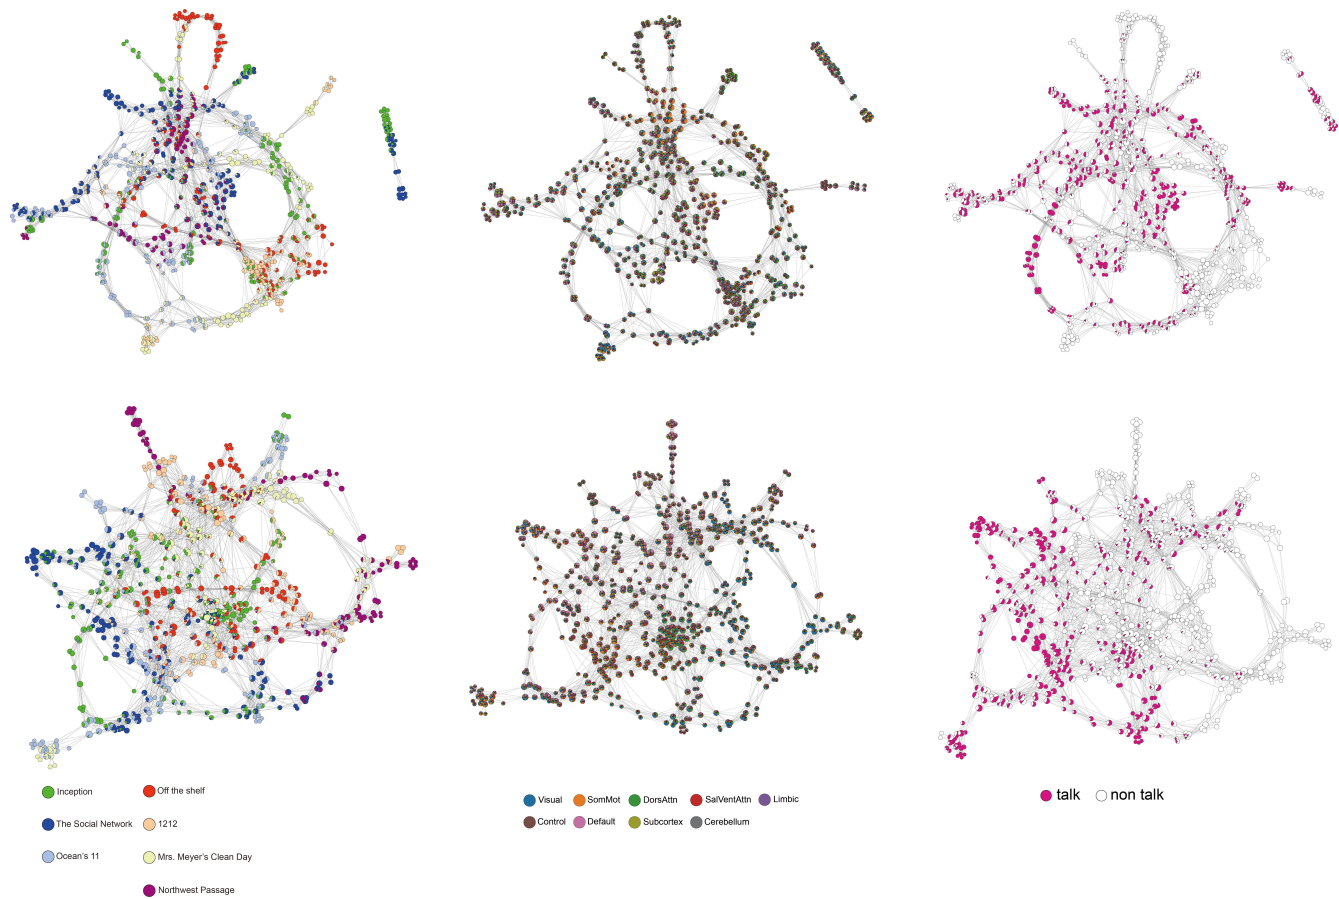 Inception
Off the shelf
The Social Network
1212
Ocean's 11
Mrs. Meyer's Clean Day
Northwest Passage
Visual SomMot DorsAttn SalVentAttn Limbic
Control Default Subcortex Cerebellum
talk non talk